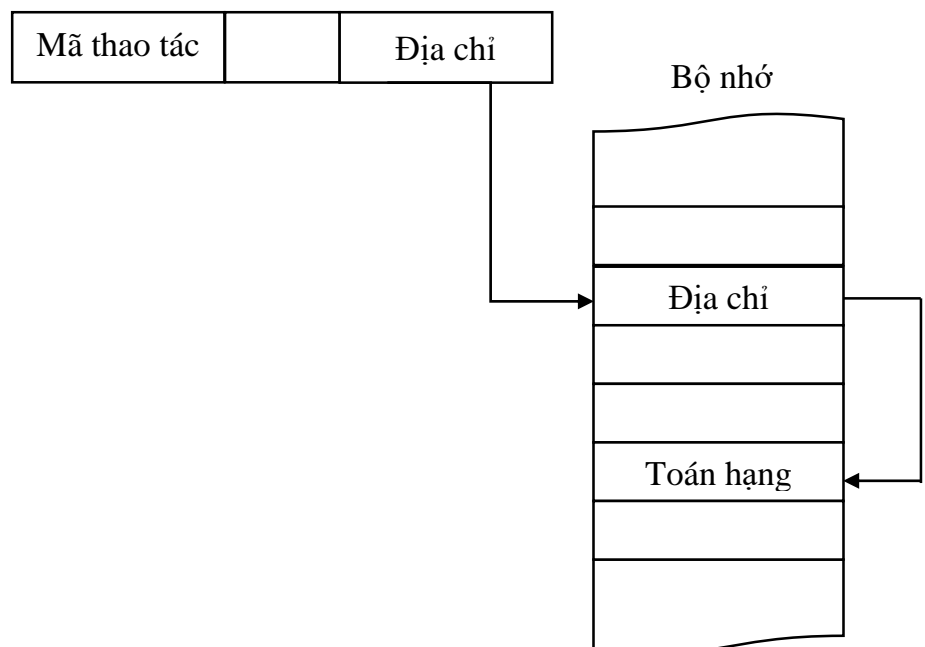 Mã thao tác
Địa chỉ
Bộ nhớ
Địa chỉ
Toán hạng